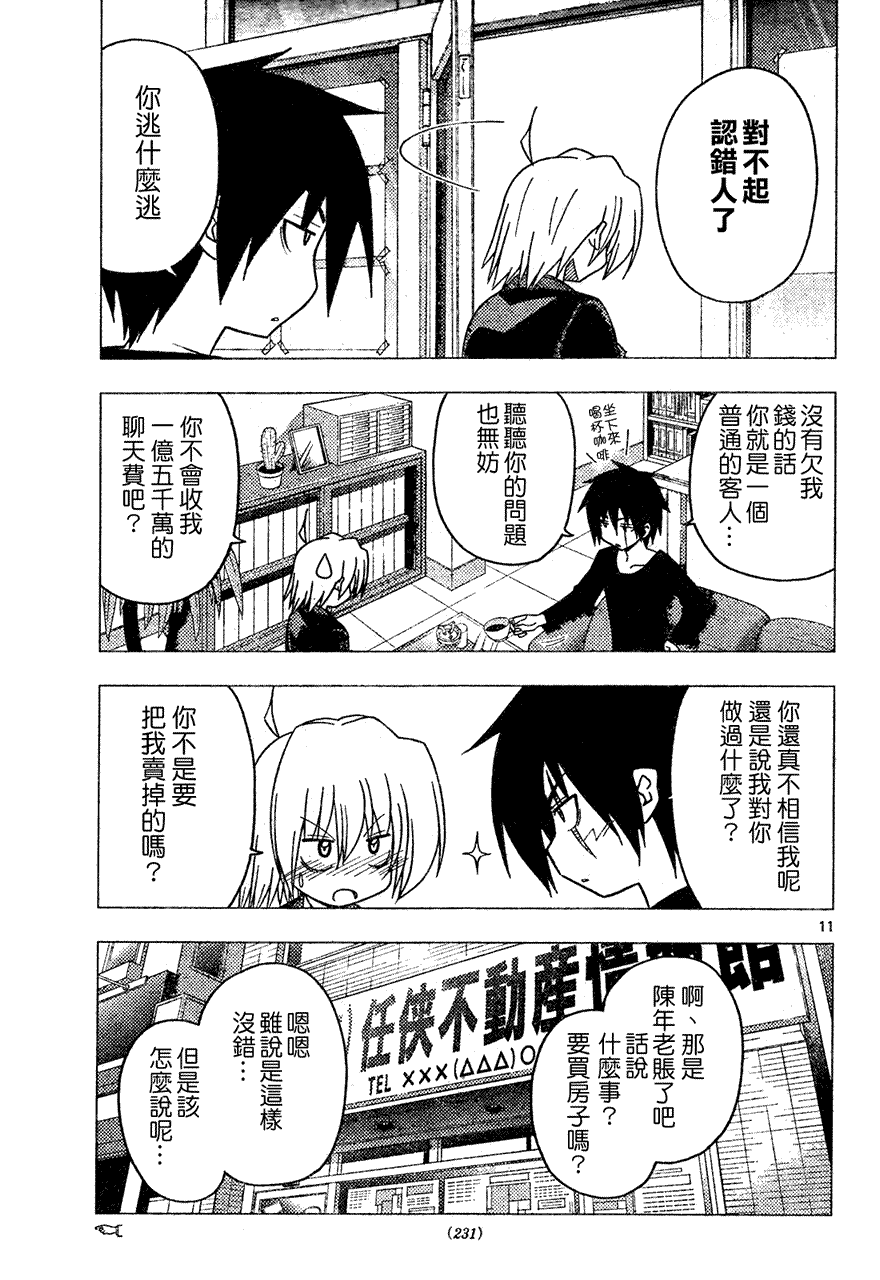 對不起
認錯人了
你逃什麼逃
沒有欠我
錢的話
你就是一個
普通的客人…
坐下來
喝杯咖啡
聽聽你的問題
也無妨
你不會收我
一億五千萬的
聊天費吧？
你還真不相信我呢
還是說我對你
做過什麼了？
你不是要
把我賣掉的嗎？
11
啊、那是
陳年老賬了吧
話說
什麼事？
要買房子嗎？
任侠不動産情報館
TEL ×××(△△△)○
嗯嗯
雖說是這樣
沒錯…
但是該
怎麼說呢…
(231)